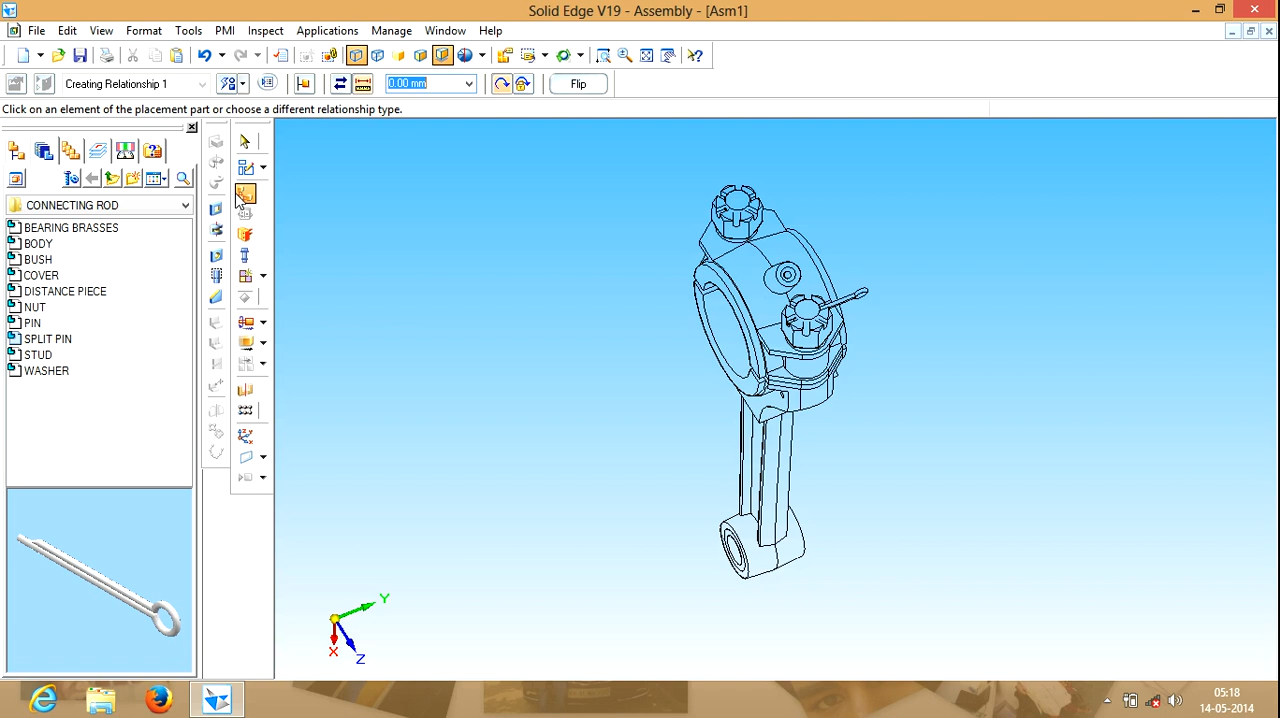 Solid Edge V19 - Assembly - [Asm1]
File Edit View Format Tools PMI Inspect Applications Manage Window Help
Creating Relationship 1 0.00 mm Flip
Click on an element of the placement part or choose a different relationship type.
CONNECTING ROD
BEARING BRASSES
BODY
BUSH
COVER
DISTANCE PIECE
NUT
PIN
SPLIT PIN
STUD
WASHER
Y
X
Z
05:18
14-05-2014